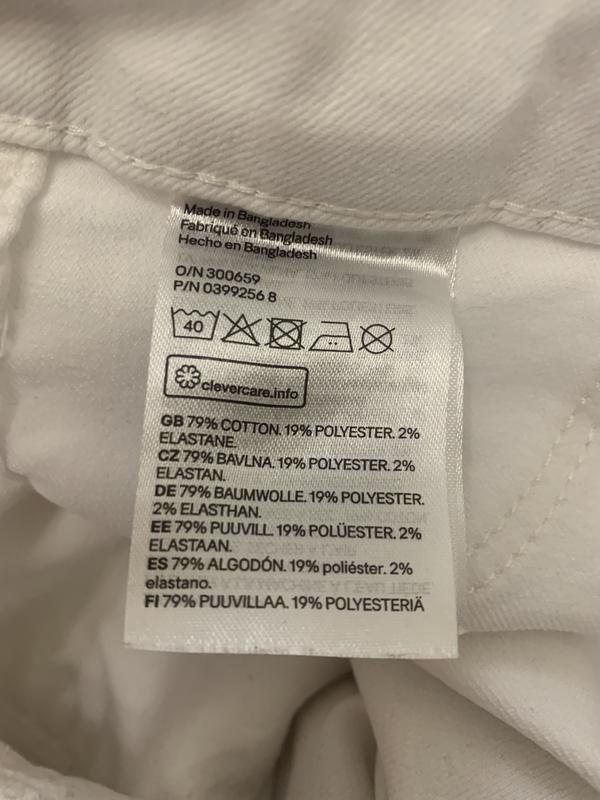 Made in Bangladesh
Fabriqué en Bangladesh
Hecho en Bangladesh
O/N 300659
P/N 0399256 8
40
clevercare.info
GB 79% COTTON. 19% POLYESTER. 2%
ELASTANE.
CZ 79% BAVLNA. 19% POLYESTER. 2%
ELASTAN.
DE 79% BAUMWOLLE. 19% POLYESTER.
2% ELASTHAN.
EE 79% PUUVILL. 19% POLÜESTER. 2%
ELASTAAN.
ES 79% ALGODÓN. 19% poliéster. 2%
elastano.
FI 79% PUUVILLAA. 19% POLYESTERIÄ